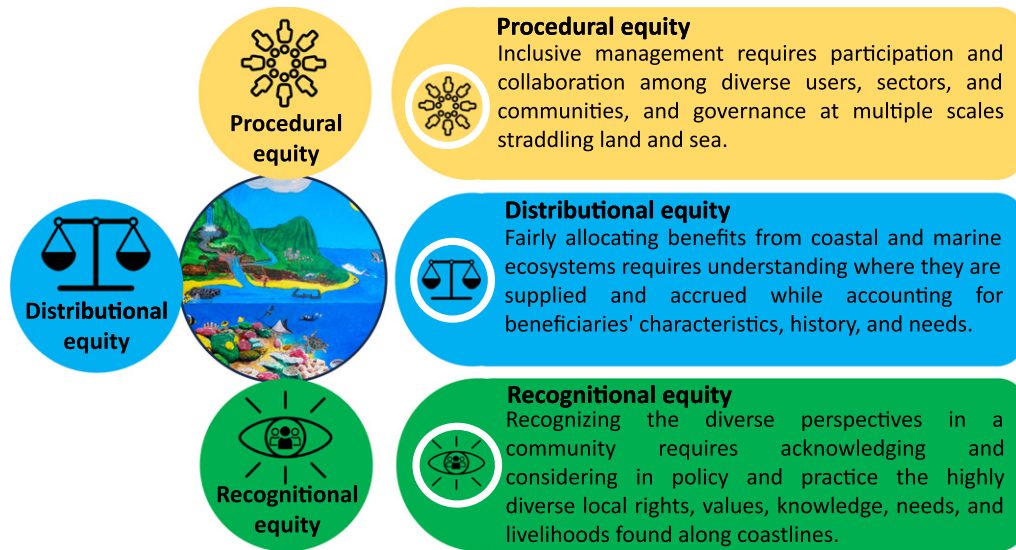 Procedural
equity
Procedural equity
Inclusive management requires participation and
collaboration among diverse users, sectors, and
communities, and governance at multiple scales
straddling land and sea.
Distributional
equity
Distributional equity
Fairly allocating benefits from coastal and marine
ecosystems requires understanding where they are
supplied and accrued while accounting for
beneficiaries' characteristics, history, and needs.
Recognitional
equity
Recognitional equity
Recognizing the diverse perspectives in a
community requires acknowledging and
considering in policy and practice the highly
diverse local rights, values, knowledge, needs, and
livelihoods found along coastlines.